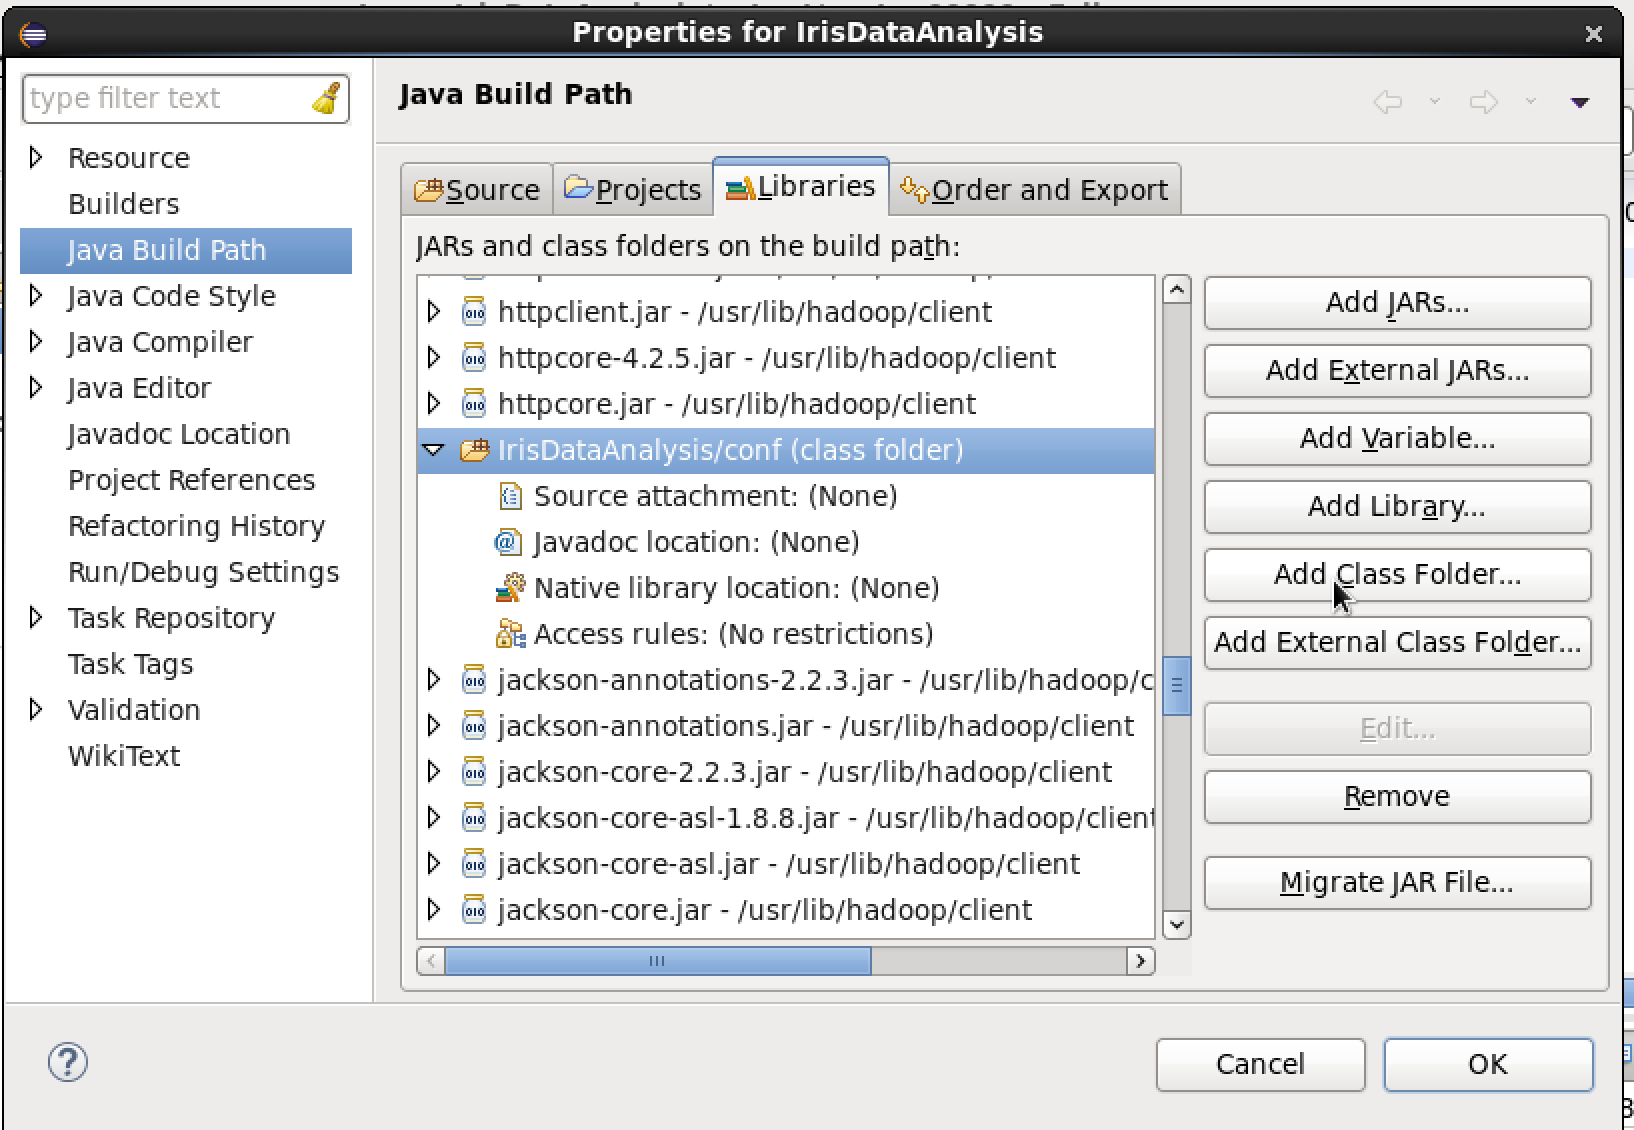 Properties for IrisDataAnalysis
type filter text
Resource
Builders
Java Build Path
Java Code Style
Java Compiler
Java Editor
Javadoc Location
Project References
Refactoring History
Run/Debug Settings
Task Repository
Task Tags
Validation
WikiText
Java Build Path
Source
Projects
Libraries
Order and Export
JARs and class folders on the build path:
httpclient.jar - /usr/lib/hadoop/client
httpcore-4.2.5.jar - /usr/lib/hadoop/client
httpcore.jar - /usr/lib/hadoop/client
IrisDataAnalysis/conf (class folder)
Source attachment: (None)
Javadoc location: (None)
Native library location: (None)
Access rules: (No restrictions)
jackson-annotations-2.2.3.jar - /usr/lib/hadoop/c
jackson-annotations.jar - /usr/lib/hadoop/client
jackson-core-2.2.3.jar - /usr/lib/hadoop/client
jackson-core-asl-1.8.8.jar - /usr/lib/hadoop/client
jackson-core-asl.jar - /usr/lib/hadoop/client
jackson-core.jar - /usr/lib/hadoop/client
Add JARs...
Add External JARs...
Add Variable...
Add Library...
Add Class Folder...
Add External Class Folder...
Edit...
Remove
Migrate JAR File...
Cancel
OK